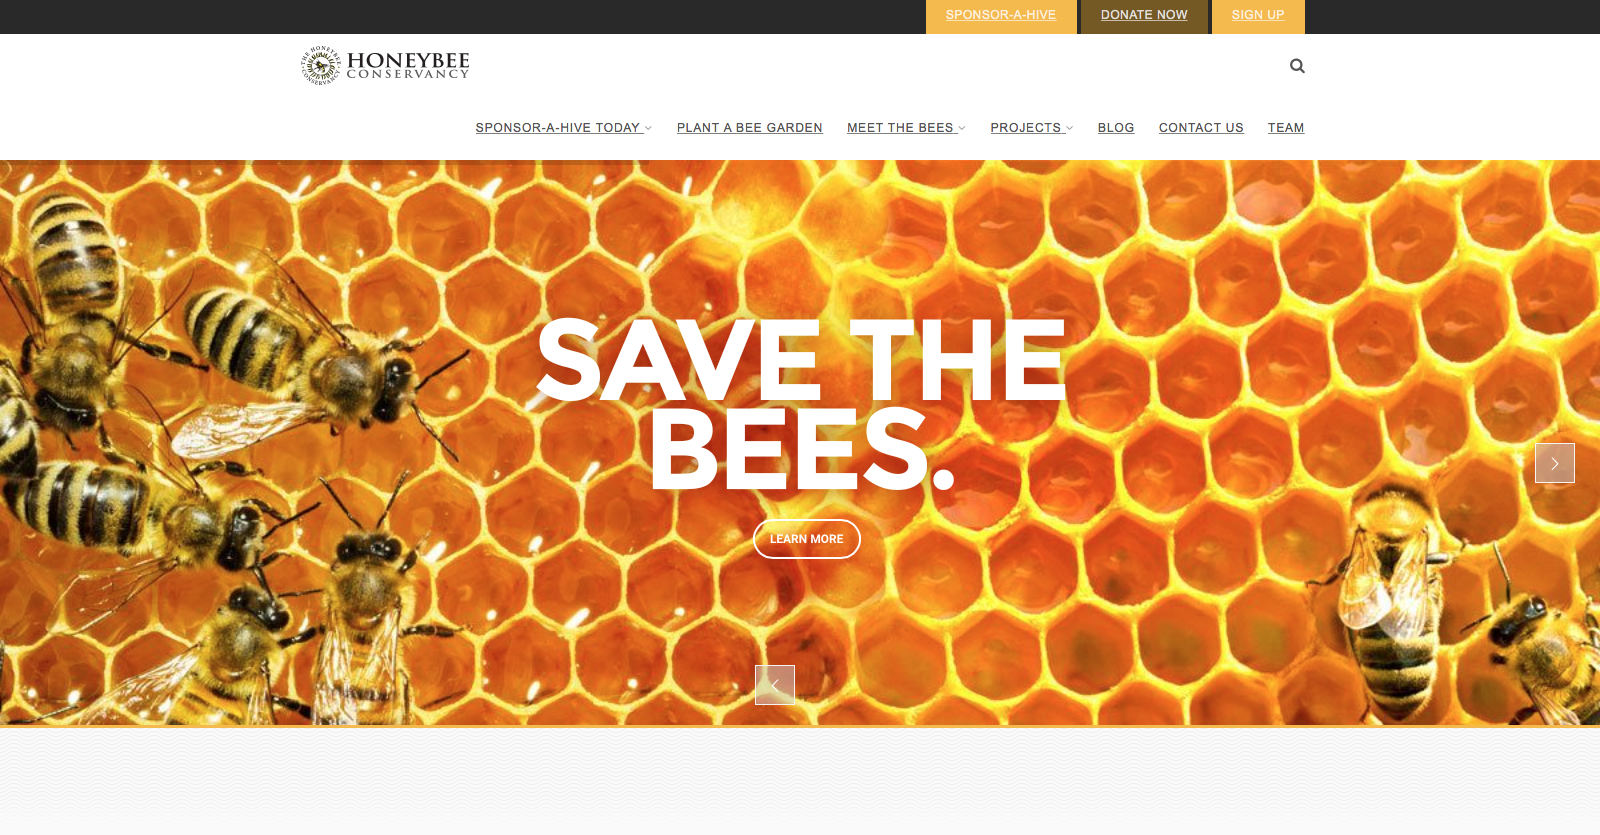 SPONSOR-A-HIVE
DONATE NOW
SIGN UP
THE HONEYBEE
CONSERVANCY
HONEYBEE
CONSERVANCY
SPONSOR-A-HIVE TODAY
PLANT A BEE GARDEN
MEET THE BEES
PROJECTS
BLOG
CONTACT US
TEAM
SAVE THE
BEES.
LEARN MORE